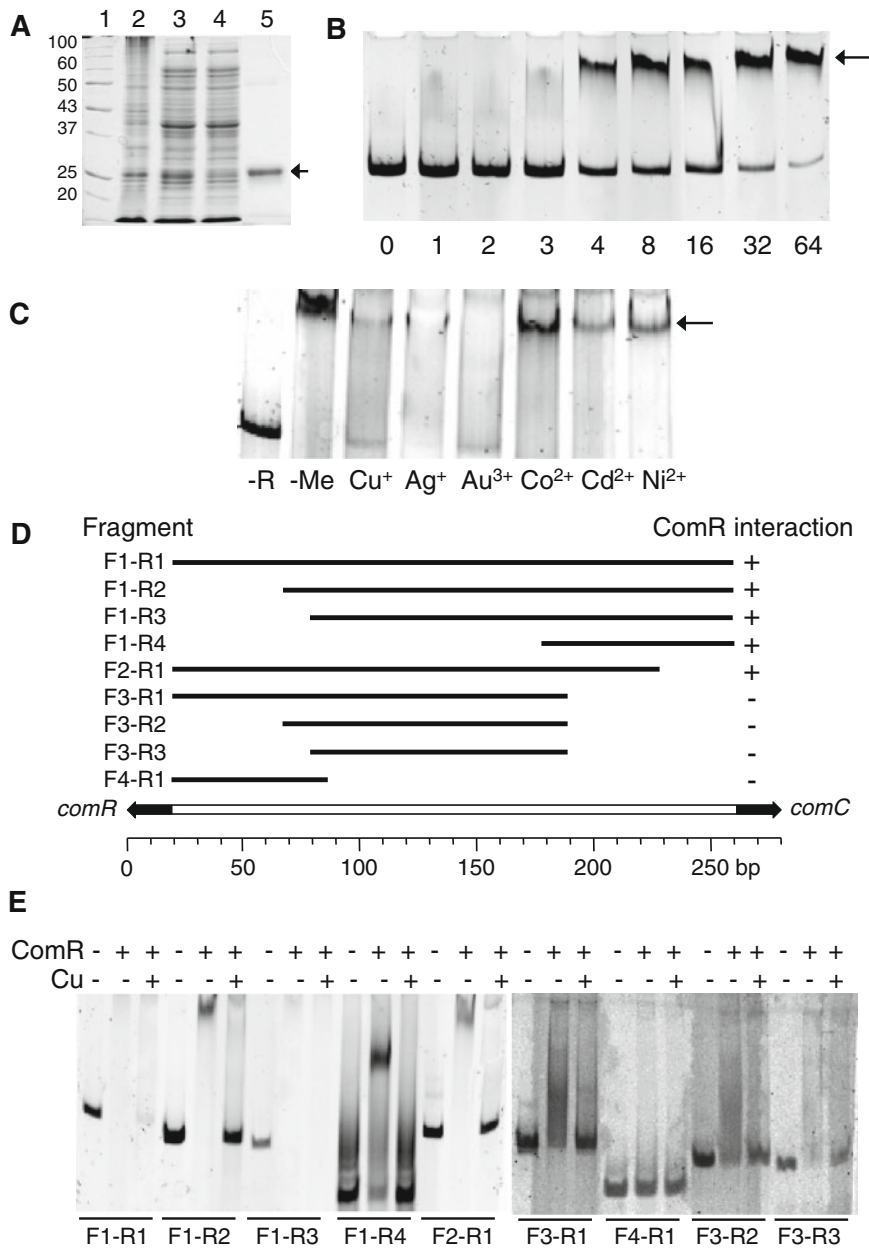 A
1 2 3 4 5
100
60
50
43
37
25
20
B
0 1 2 3 4 8 16 32 64
C
-R -Me Cu⁺ Ag⁺ Au³⁺ Co²⁺ Cd²⁺ Ni²⁺
D
Fragment ComR interaction
F1-R1 +
F1-R2 +
F1-R3 +
F1-R4 +
F2-R1 +
F3-R1 -
F3-R2 -
F3-R3 -
F4-R1 -
comR comC
0 50 100 150 200 250 bp
E
ComR - + + - + + - + + - + + - + + - + + - + + - + + - + +
Cu - - + - - + - - + - - + - - + - - + - - + - - + - - +
F1-R1 F1-R2 F1-R3 F1-R4 F2-R1 F3-R1 F4-R1 F3-R2 F3-R3